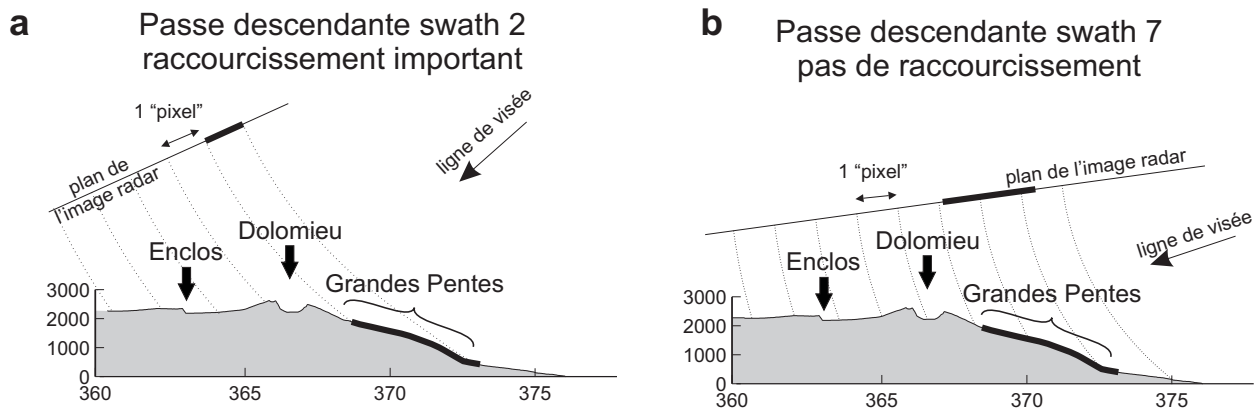 a
Passe descendante swath 2
raccourcissement important
1 “pixel”
ligne de visée
plan de
l’image radar
Dolomieu
Enclos
Grandes Pentes
3000
2000
1000
0
360
365
370
375
b
Passe descendante swath 7
pas de raccourcissement
1 “pixel”
plan de l’image radar
ligne de visée
Dolomieu
Enclos
Grandes Pentes
3000
2000
1000
0
360
365
370
375